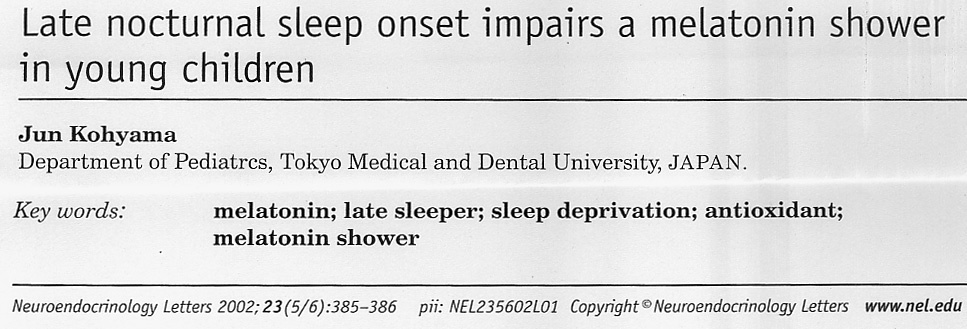 Late nocturnal sleep onset impairs a melatonin shower
in young children
Jun Kohyama
Department of Pediatrcs, Tokyo Medical and Dental University, JAPAN.
Key words: melatonin; late sleeper; sleep deprivation; antioxidant;
melatonin shower
Neuroendocrinology Letters 2002; 23(5/6):385–386 pii: NEL235602L01 Copyright © Neuroendocrinology Letters www.nel.edu